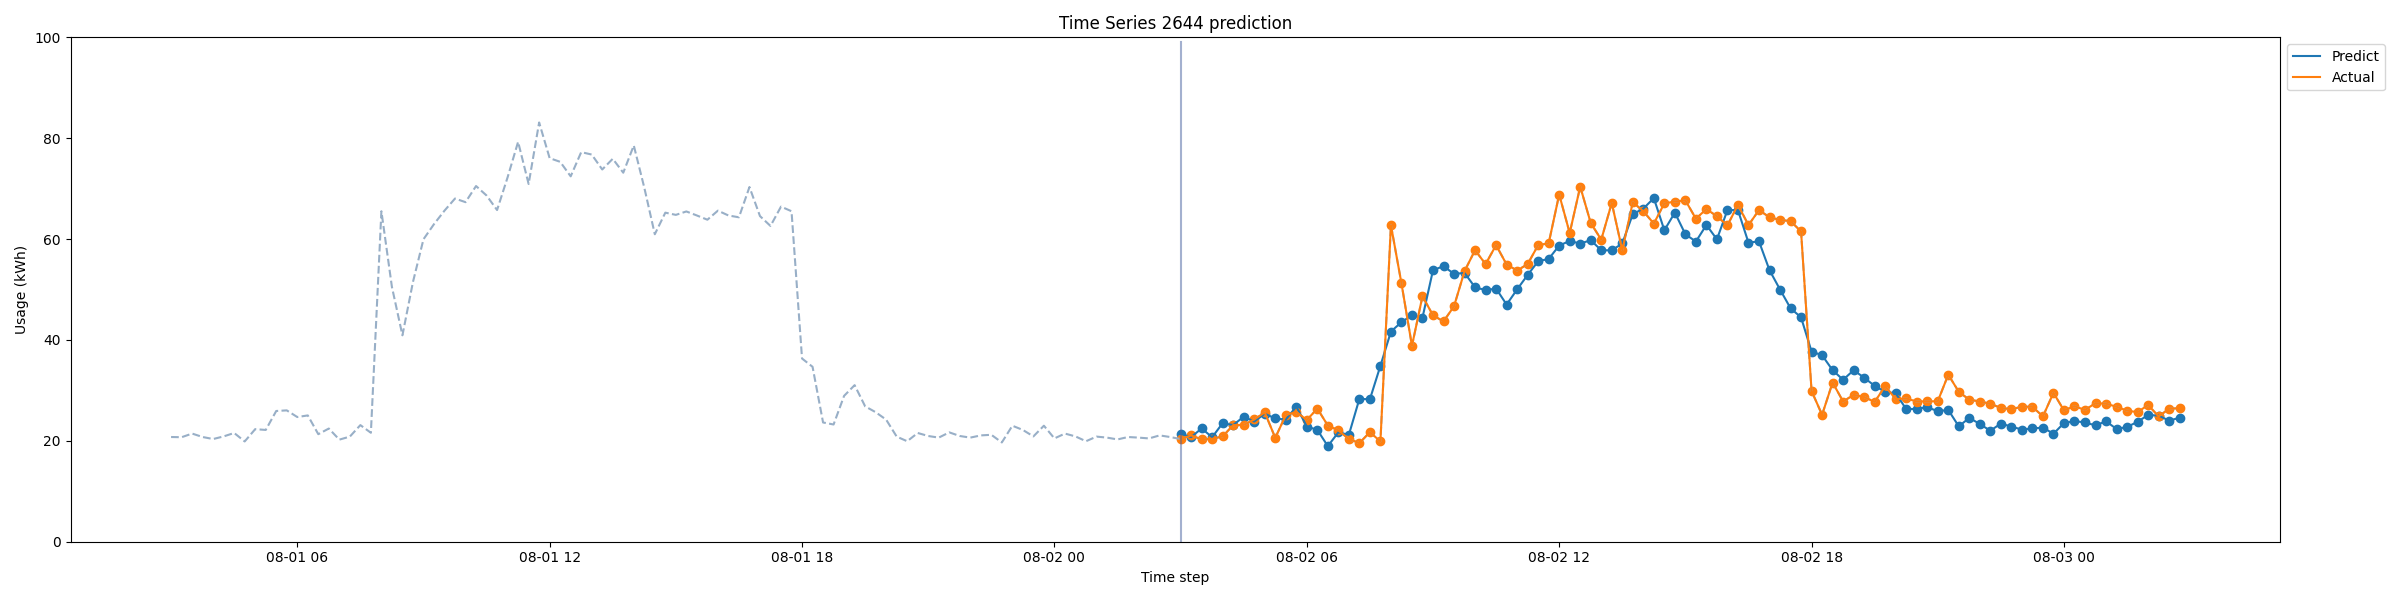 Time Series 2644 prediction
Predict
Actual
Usage (kWh)
100
80
60
40
20
0
08-01 06
08-01 12
08-01 18
08-02 00
08-02 06
08-02 12
08-02 18
08-03 00
Time step